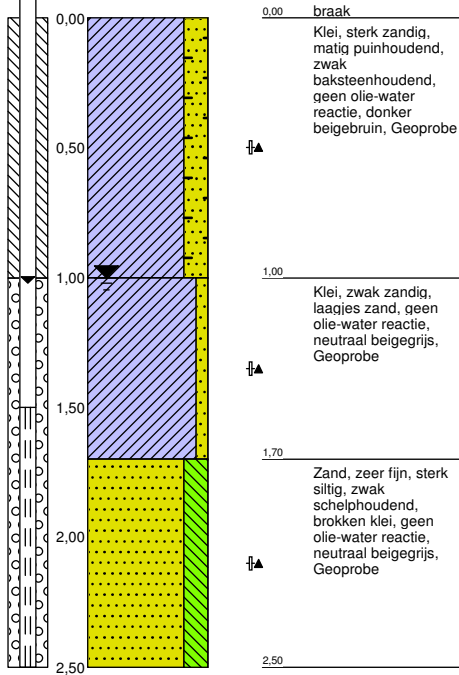 0,00
0,50
1,00
1,50
2,00
2,50
0,00 braak
Klei, sterk zandig,
matig puinhoudend,
zwak
baksteenhoudend,
geen olie-water
reactie, donker
beigebruin, Geoprobe
1,00
Klei, zwak zandig,
laagjes zand, geen
olie-water reactie,
neutraal beigegrijs,
Geoprobe
1,70
Zand, zeer fijn, sterk
siltig, zwak
schelphoudend,
brokken klei, geen
olie-water reactie,
neutraal beigegrijs,
Geoprobe
2,50